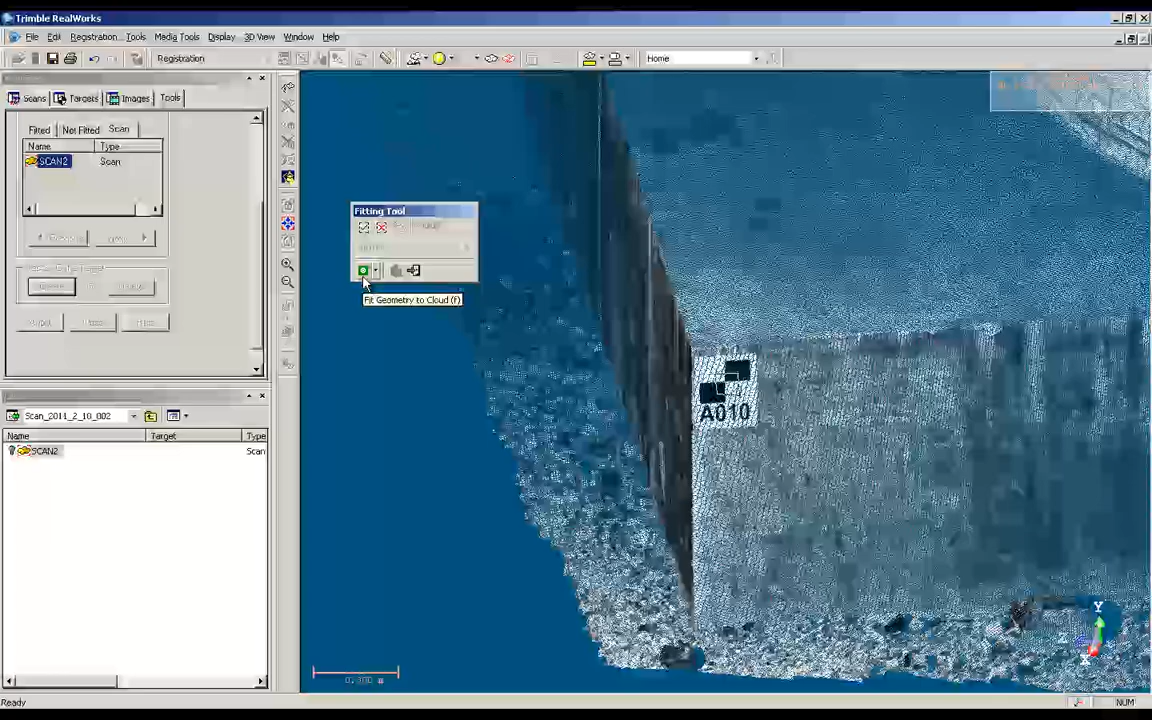 Trimble RealWorks
File Edit Registration Tools Media Tools Display 3D View Window Help
Registration
Home
Scans Targets Images Tools
Fitted Not Fitted Scan
Name Type
SCAN2 Scan
Fitting Tool
Fit Geometry to Cloud (F)
A010
Scan_2011_2_10_002
Name Target Type
SCAN2 Scan
Y
Z
X
Ready
NUM